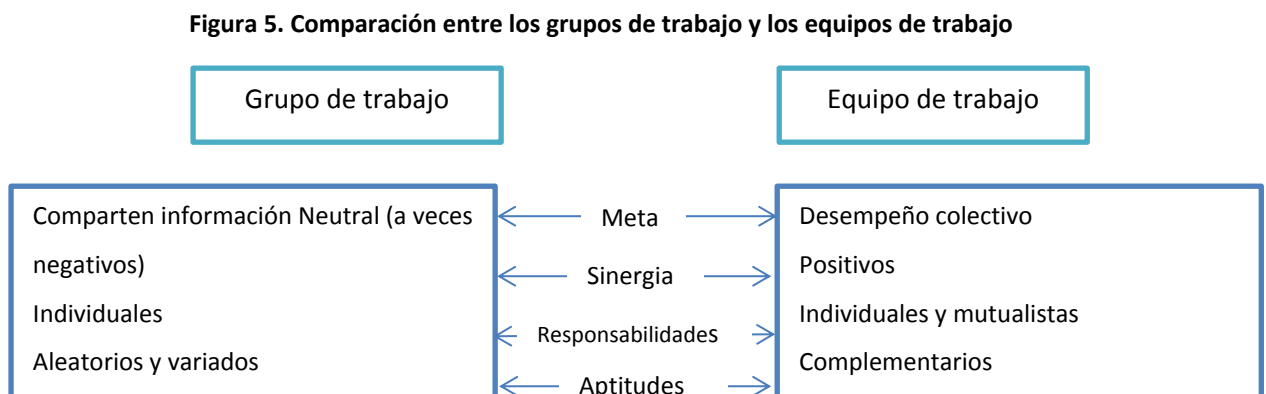 Figura 5. Comparación entre los grupos de trabajo y los equipos de trabajo
Grupo de trabajo
Equipo de trabajo
Comparten información Neutral (a veces
negativos)
Individuales
Aleatorios y variados
Meta
Sinergia
Responsabilidades
Aptitudes
Desempeño colectivo
Positivos
Individuales y mutualistas
Complementarios